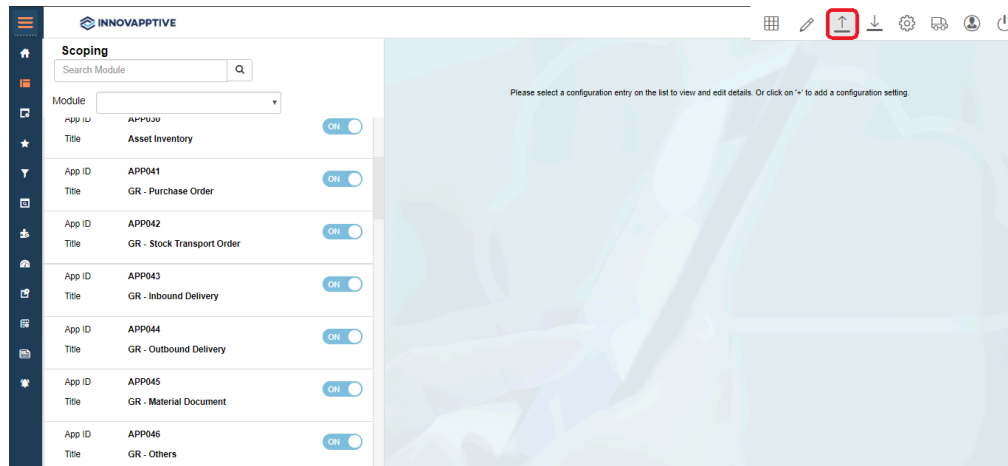 INNOVAPPTIVE
Scoping
Search Module
Module
App ID APP030 ON
Title Asset Inventory
App ID APP041 ON
Title GR - Purchase Order
App ID APP042 ON
Title GR - Stock Transport Order
App ID APP043 ON
Title GR - Inbound Delivery
App ID APP044 ON
Title GR - Outbound Delivery
App ID APP045 ON
Title GR - Material Document
App ID APP046 ON
Title GR - Others
Please select a configuration entry on the list to view and edit details. Or click on '+' to add a configuration setting.